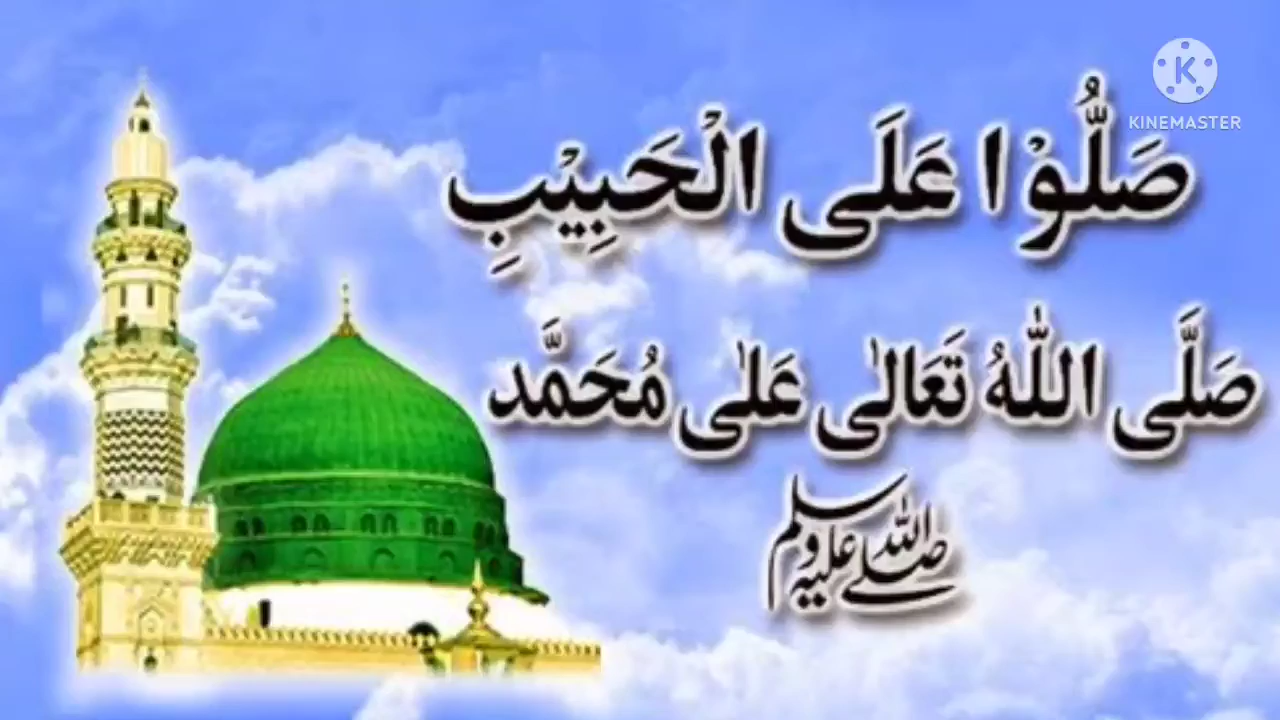 KINEMASTER
صَلُّوْا عَلَى الْحَبِيْبِ
صَلَّى اللّٰهُ تَعَالٰى عَلٰى مُحَمَّد
صلى الله عليه وسلم